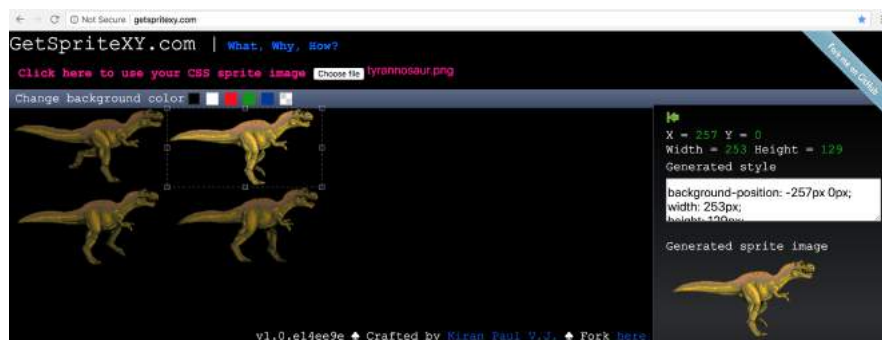 Not Secure getspritexy.com
GetSpriteXY.com | What, Why, How?
Fork me on GitHub
Click here to use your CSS sprite image Choose file tyrannosaur.png
Change background color
X = 257 Y = 0
Width = 253 Height = 129
Generated style
background-position: -257px 0px;
width: 253px;
height: 129px;
Generated sprite image
v1.0.e14ee9e ♠ Crafted by Kiran Paul V.J. ♠ Fork here